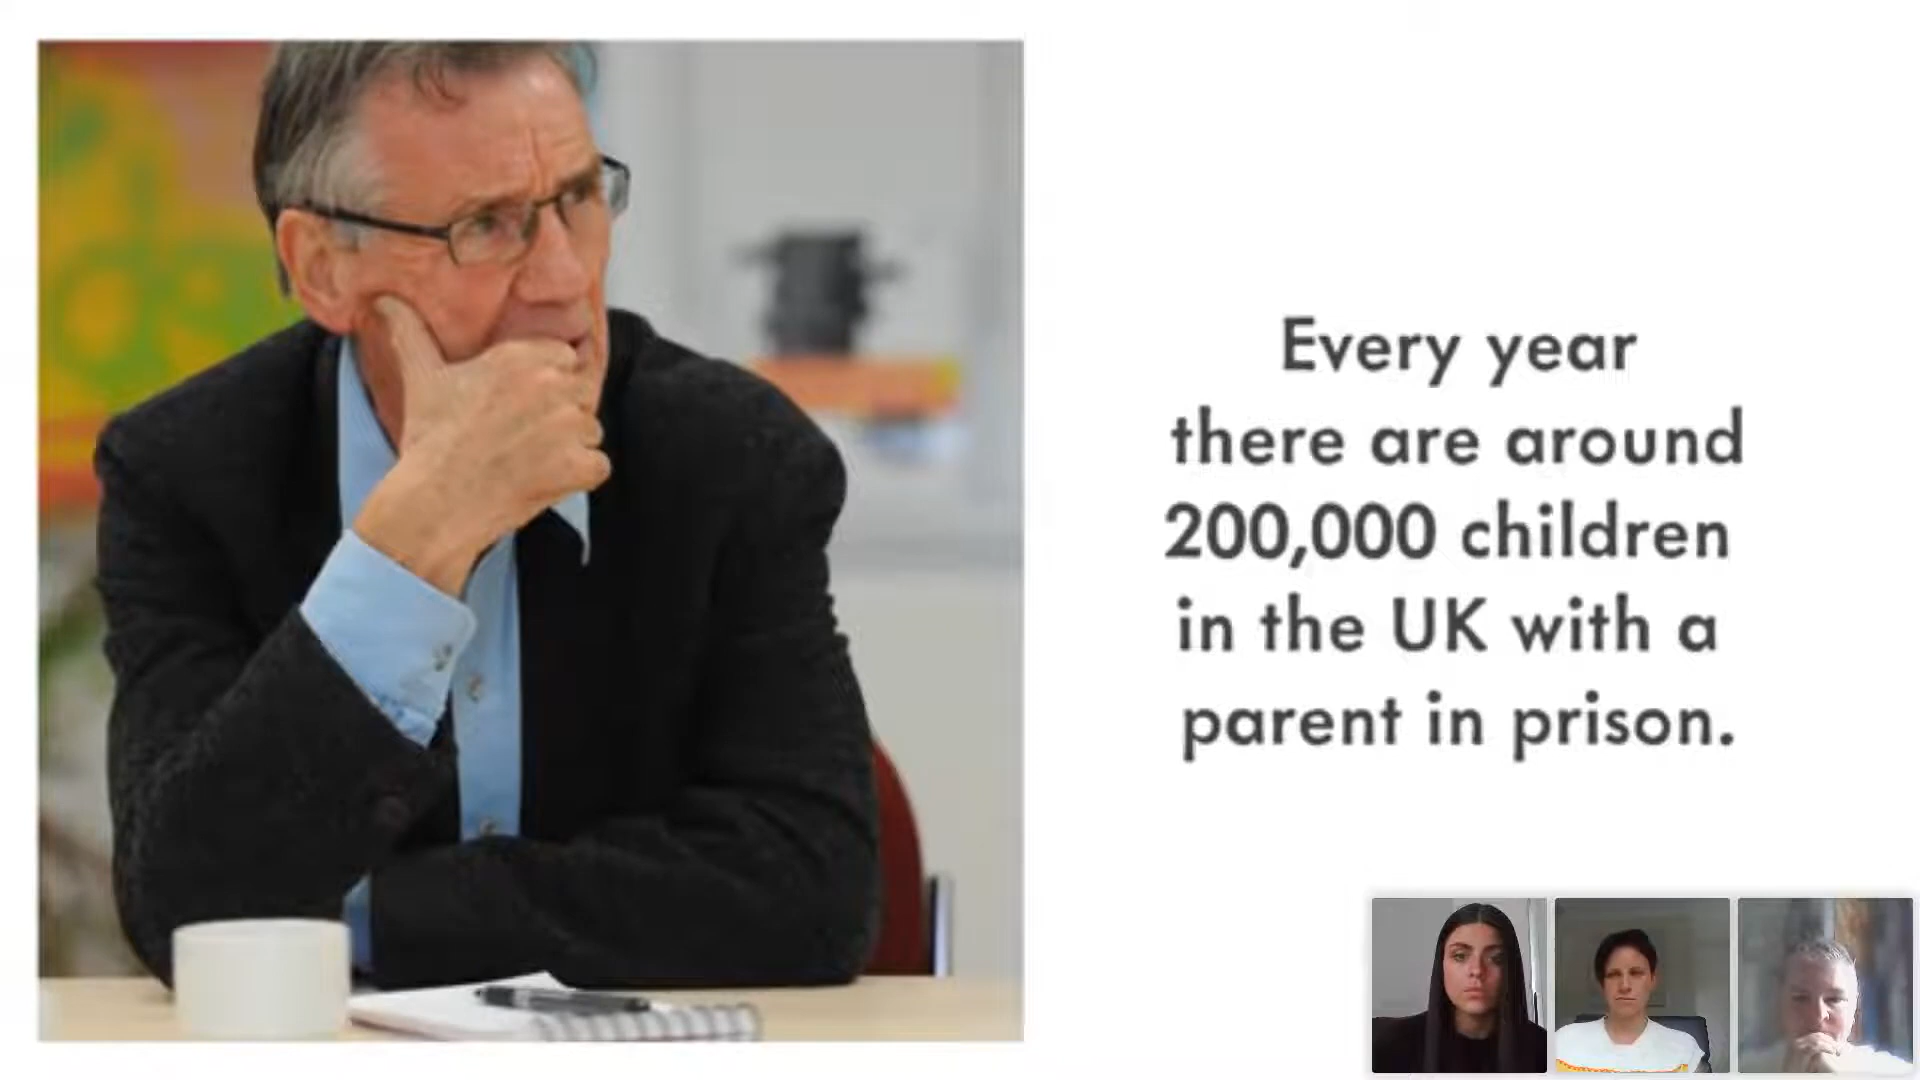 Every year
there are around
200,000 children
in the UK with a
parent in prison.